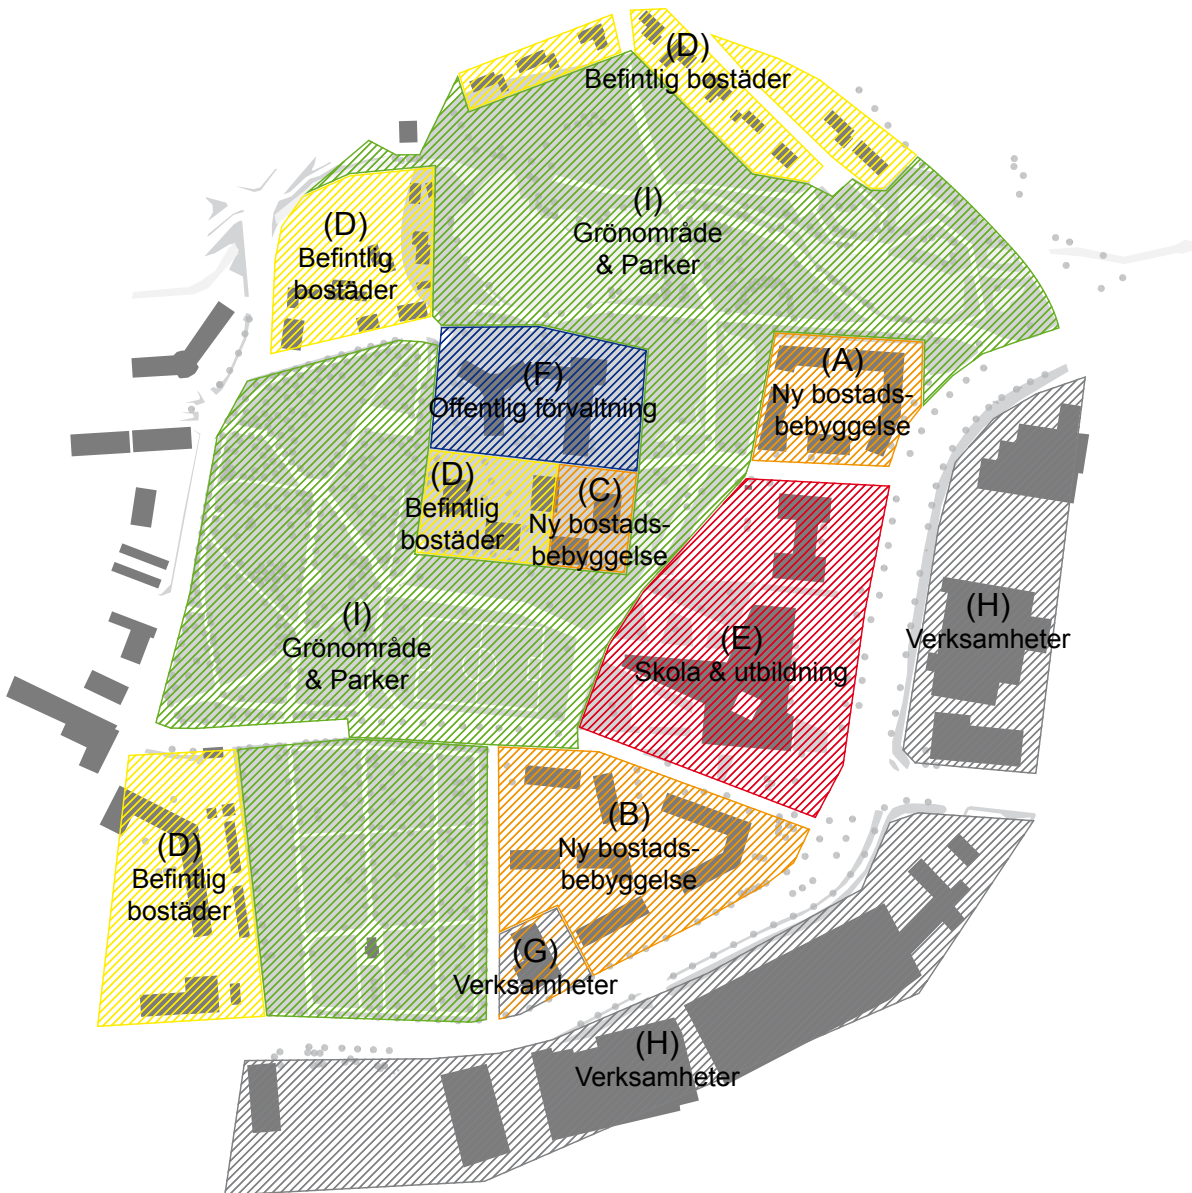 (D)
Befintlig bostäder
(I)
Grönområde
& Parker
(D)
Befintlig
bostäder
(F)
Offentlig förvaltning
(A)
Ny bostads-
bebyggelse
(D)
Befintlig
bostäder
(C)
Ny bostads-
bebyggelse
(I)
Grönområde
& Parker
(E)
Skola & utbildning
(H)
Verksamheter
(D)
Befintlig
bostäder
(B)
Ny bostads-
bebyggelse
(G)
Verksamheter
(H)
Verksamheter